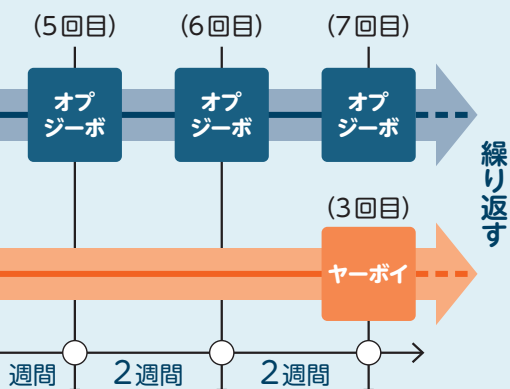 (5回目) (6回目) (7回目)
オプ
ジーボ
オプ
ジーボ
オプ
ジーボ
繰り返す
(3回目)
ヤーボイ
週間 2週間 2週間